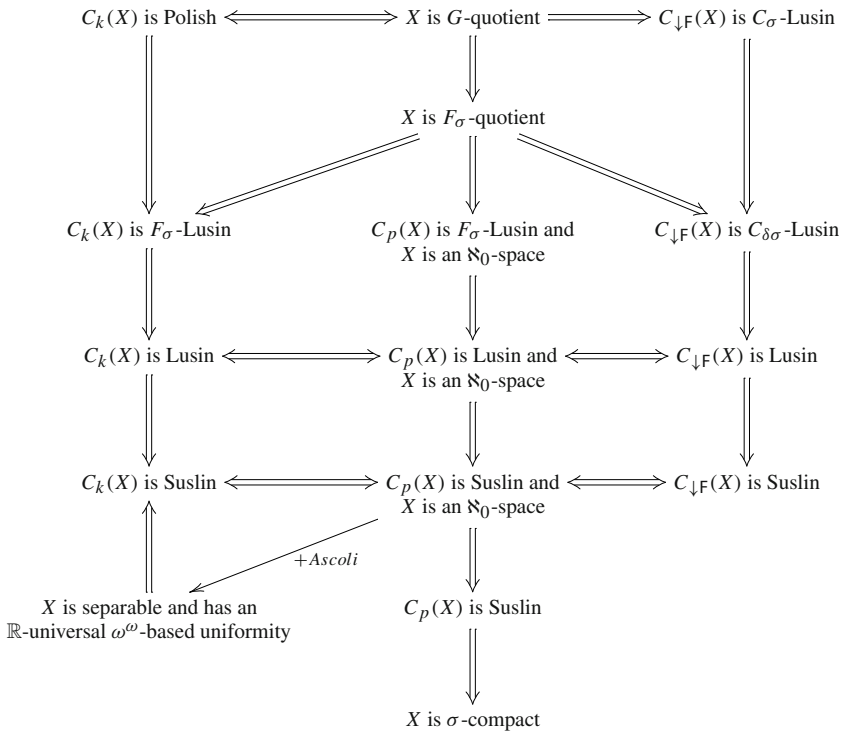 C_k(X) is Polish
X is G-quotient
C_{↓F}(X) is C_σ-Lusin
X is F_σ-quotient
C_k(X) is F_σ-Lusin
C_p(X) is F_σ-Lusin and
X is an ℵ_0-space
C_{↓F}(X) is C_{δσ}-Lusin
C_k(X) is Lusin
C_p(X) is Lusin and
X is an ℵ_0-space
C_{↓F}(X) is Lusin
C_k(X) is Suslin
C_p(X) is Suslin and
X is an ℵ_0-space
C_{↓F}(X) is Suslin
+Ascoli
X is separable and has an
ℝ-universal ω^ω-based uniformity
C_p(X) is Suslin
X is σ-compact